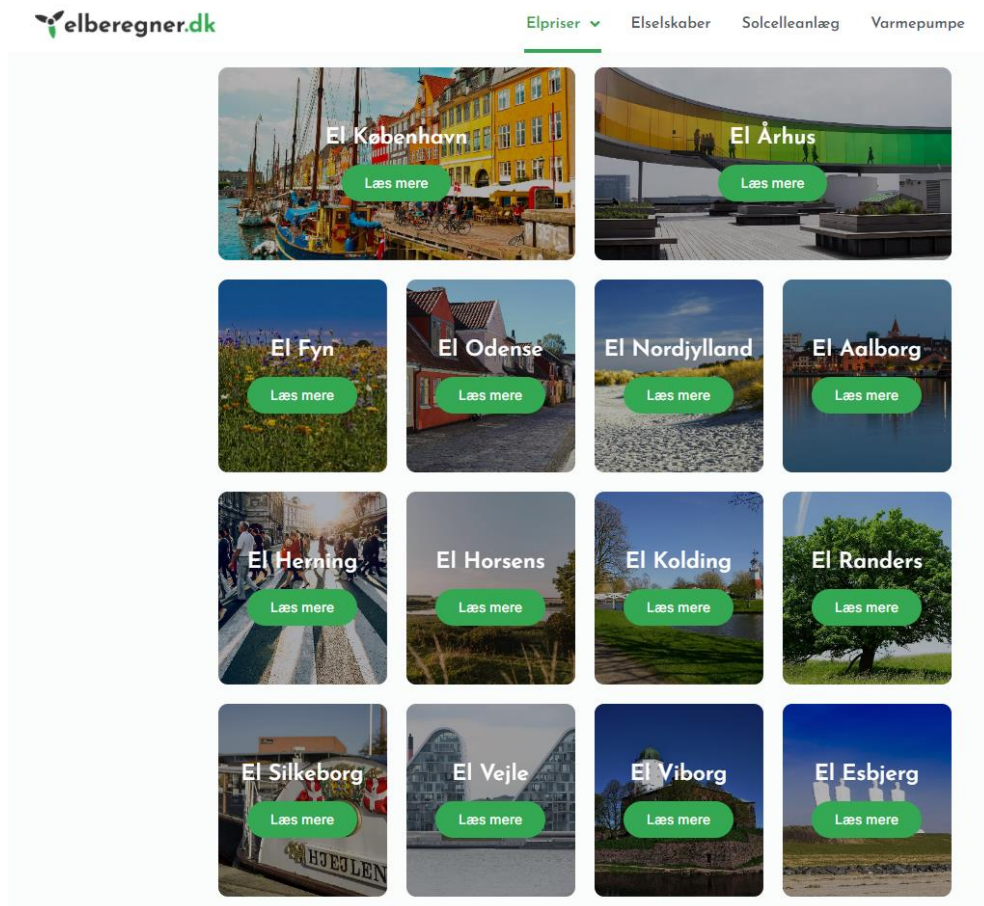 elberegner.dk
Elpriser Elselskaber Solcelleanlæg Varmepumpe
El København
Læs mere
El Århus
Læs mere
El Fyn
Læs mere
El Odense
Læs mere
El Nordjylland
Læs mere
El Aalborg
Læs mere
El Herning
Læs mere
El Horsens
Læs mere
El Kolding
Læs mere
El Randers
Læs mere
El Silkeborg
Læs mere
HJEJLEN
El Vejle
Læs mere
El Viborg
Læs mere
El Esbjerg
Læs mere